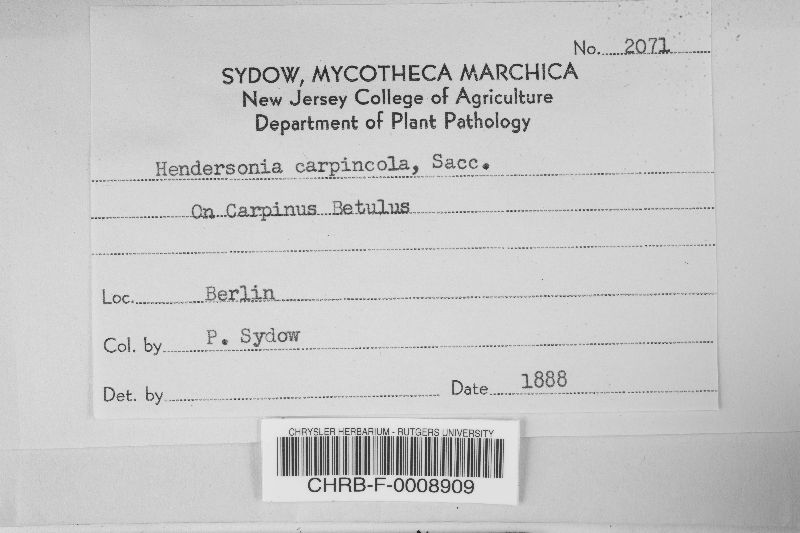 No. 2071
SYDOW, MYCOTHECA MARCHICA
New Jersey College of Agriculture
Department of Plant Pathology
Hendersonia carpincola, Sacc.
On Carpinus Betulus
Loc. Berlin
Col. by P. Sydow
Det. by Date 1888
CHRYSLER HERBARIUM - RUTGERS UNIVERSITY
CHRB-F-0008909